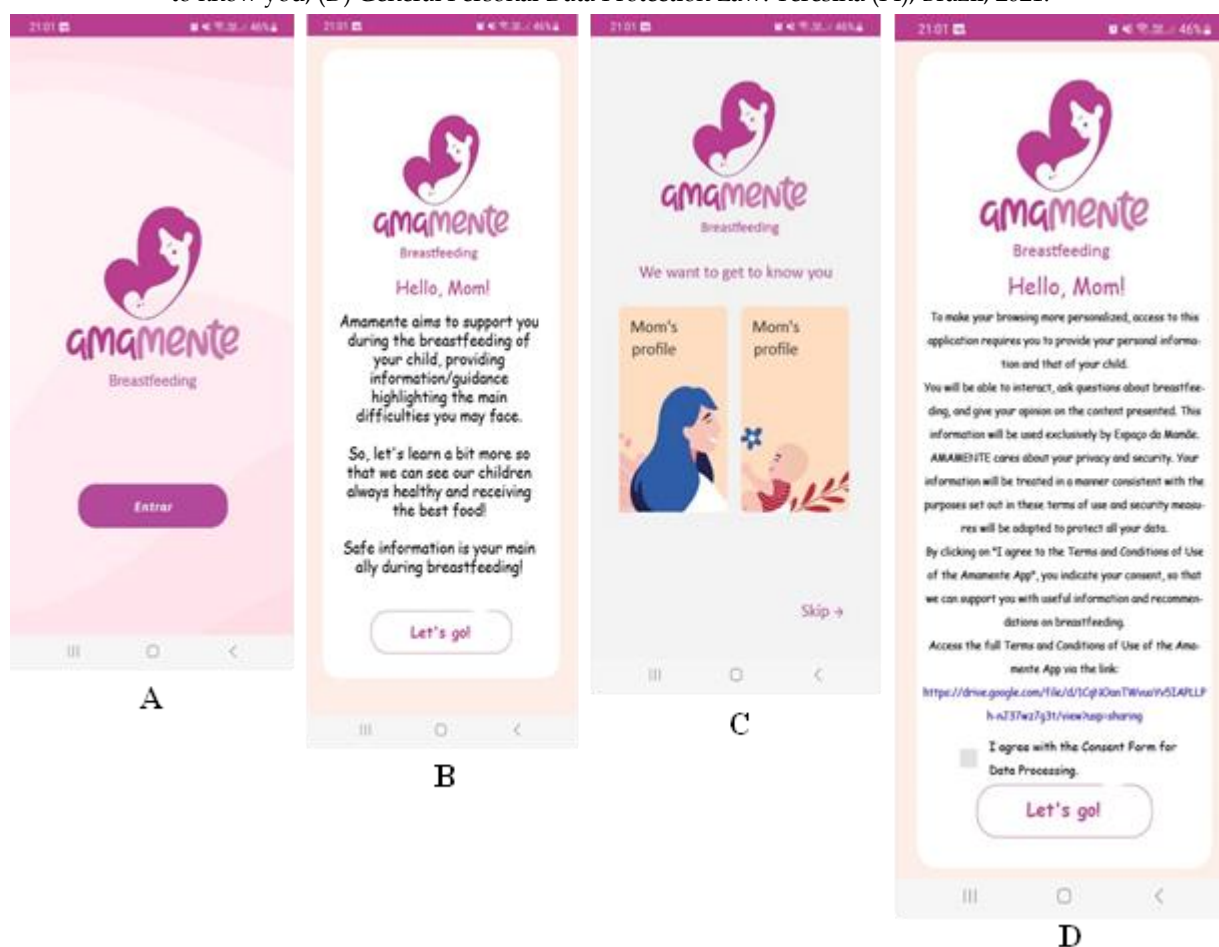 to know you; (D) General Personal Data Protection Law. Teresina (PI), Brazil, 2022.
21:01
46%
amamente
Breastfeeding
Entrar
A
21:01
46%
amamente
Breastfeeding
Hello, Mom!
Amamente aims to support you
during the breastfeeding of
your child, providing
information/guidance
highlighting the main
difficulties you may face.
So, let's learn a bit more so
that we can see our children
always healthy and receiving
the best food!
Safe information is your main
ally during breastfeeding!
Let's go!
B
21:01
46%
amamente
Breastfeeding
We want to get to know you
Mom's
profile
Mom's
profile
Skip →
C
21:01
46%
amamente
Breastfeeding
Hello, Mom!
To make your browsing more personalized, access to this
application requires you to provide your personal informa-
tion and that of your child.
You will be able to interact, ask questions about breastfee-
ding, and give your opinion on the content presented. This
information will be used exclusively by Espaço da Mamãe.
AMAMENTE cares about your privacy and security. Your
information will be treated in a manner consistent with the
purposes set out in these terms of use and security measu-
res will be adopted to protect all your data.
By clicking on "I agree to the Terms and Conditions of Use
of the Amamente App", you indicate your consent, so that
we can support you with useful information and recommen-
dations on breastfeeding.
Access the full Terms and Conditions of Use of the Ama-
mente App via the link:
I agree with the Consent Form for
Data Processing.
Let's go!
D